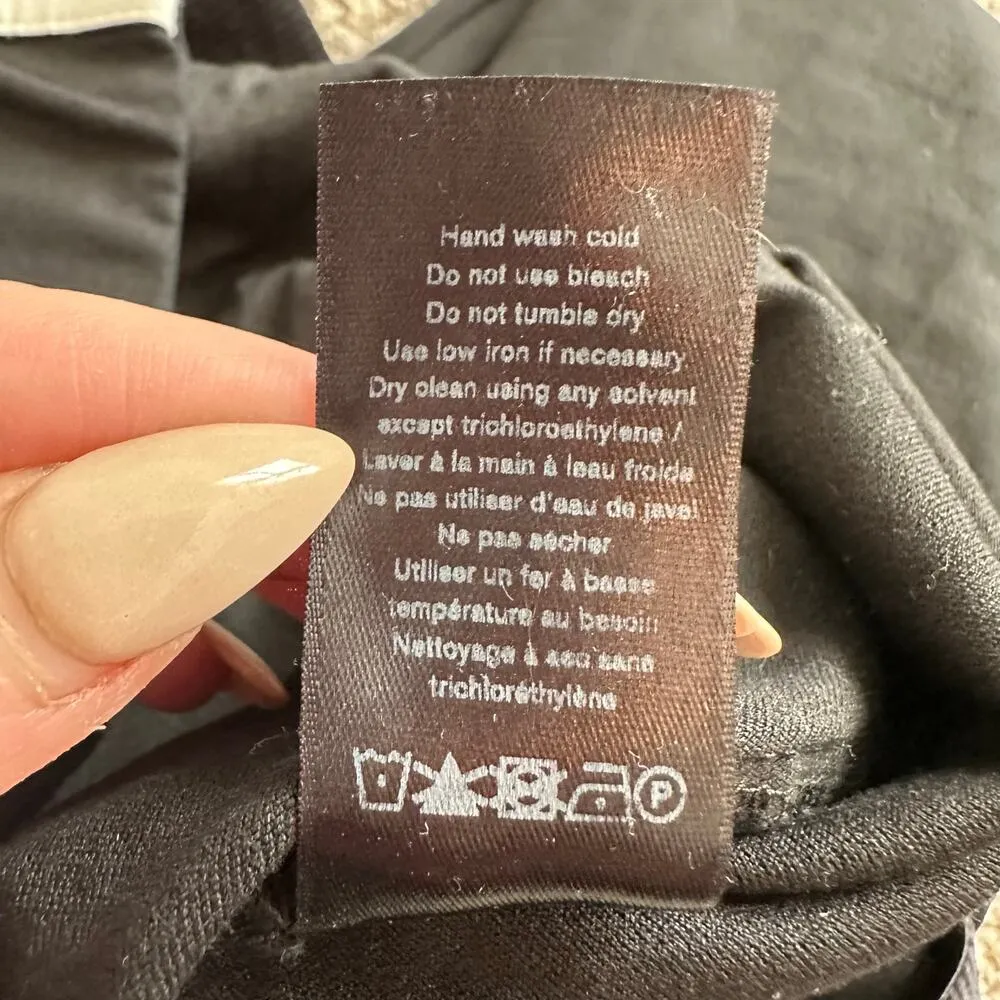 Hand wash cold
Do not use bleach
Do not tumble dry
Use low iron if necessary
Dry clean using any solvent
except trichloroethylene /
Laver à la main à leau froide
Ne pas utiliser d'eau de javel
Ne pas sécher
Utiliser un fer à basse
température au besoin
Nettoyage à sec sans
trichloréthylène
P